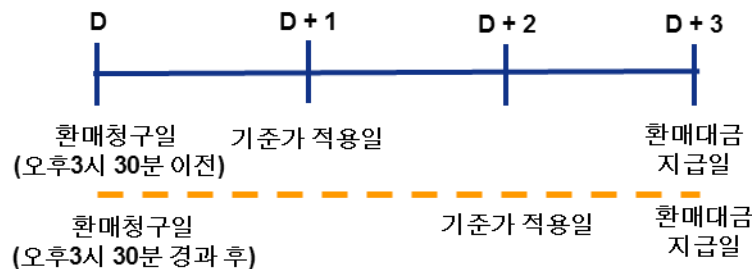 D D + 1 D + 2 D + 3
환매청구일 기준가 적용일 환매대금
(오후3시 30분 이전) 지급일
환매청구일 기준가 적용일 환매대금
(오후3시 30분 경과 후) 지급일